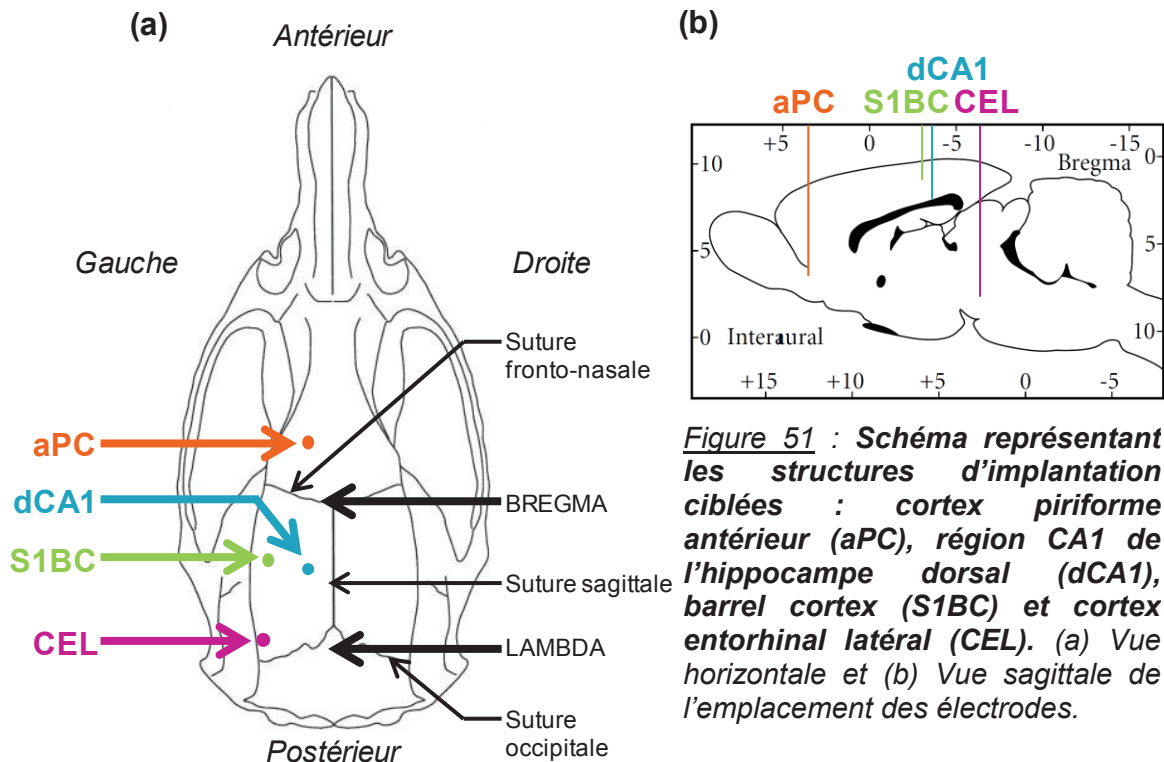 (a)
Antérieur
Gauche
Droite
Suture
fronto-nasale
aPC
dCA1
BREGMA
S1BC
Suture sagittale
CEL
LAMBDA
Suture
occipitale
Postérieur
(b)
dCA1
aPC S1BC CEL
+5 0 -5 -10 -15
-10 0-
Bregma
-5 5-
-0 Interaural 10-
+15 +10 +5 0 -5
Figure 51 : Schéma représentant
les structures d'implantation
ciblées : cortex piriforme
antérieur (aPC), région CA1 de
l'hippocampe dorsal (dCA1),
barrel cortex (S1BC) et cortex
entorhinal latéral (CEL). (a) Vue
horizontale et (b) Vue sagittale de
l'emplacement des électrodes.